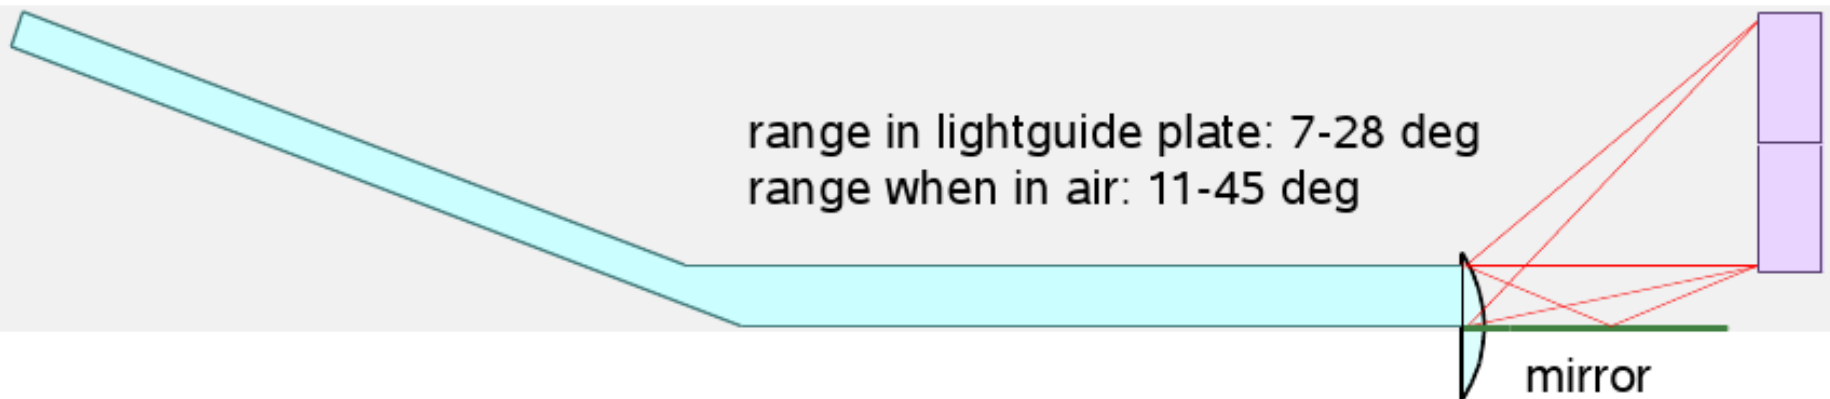 range in lightguide plate: 7-28 deg
range when in air: 11-45 deg
mirror